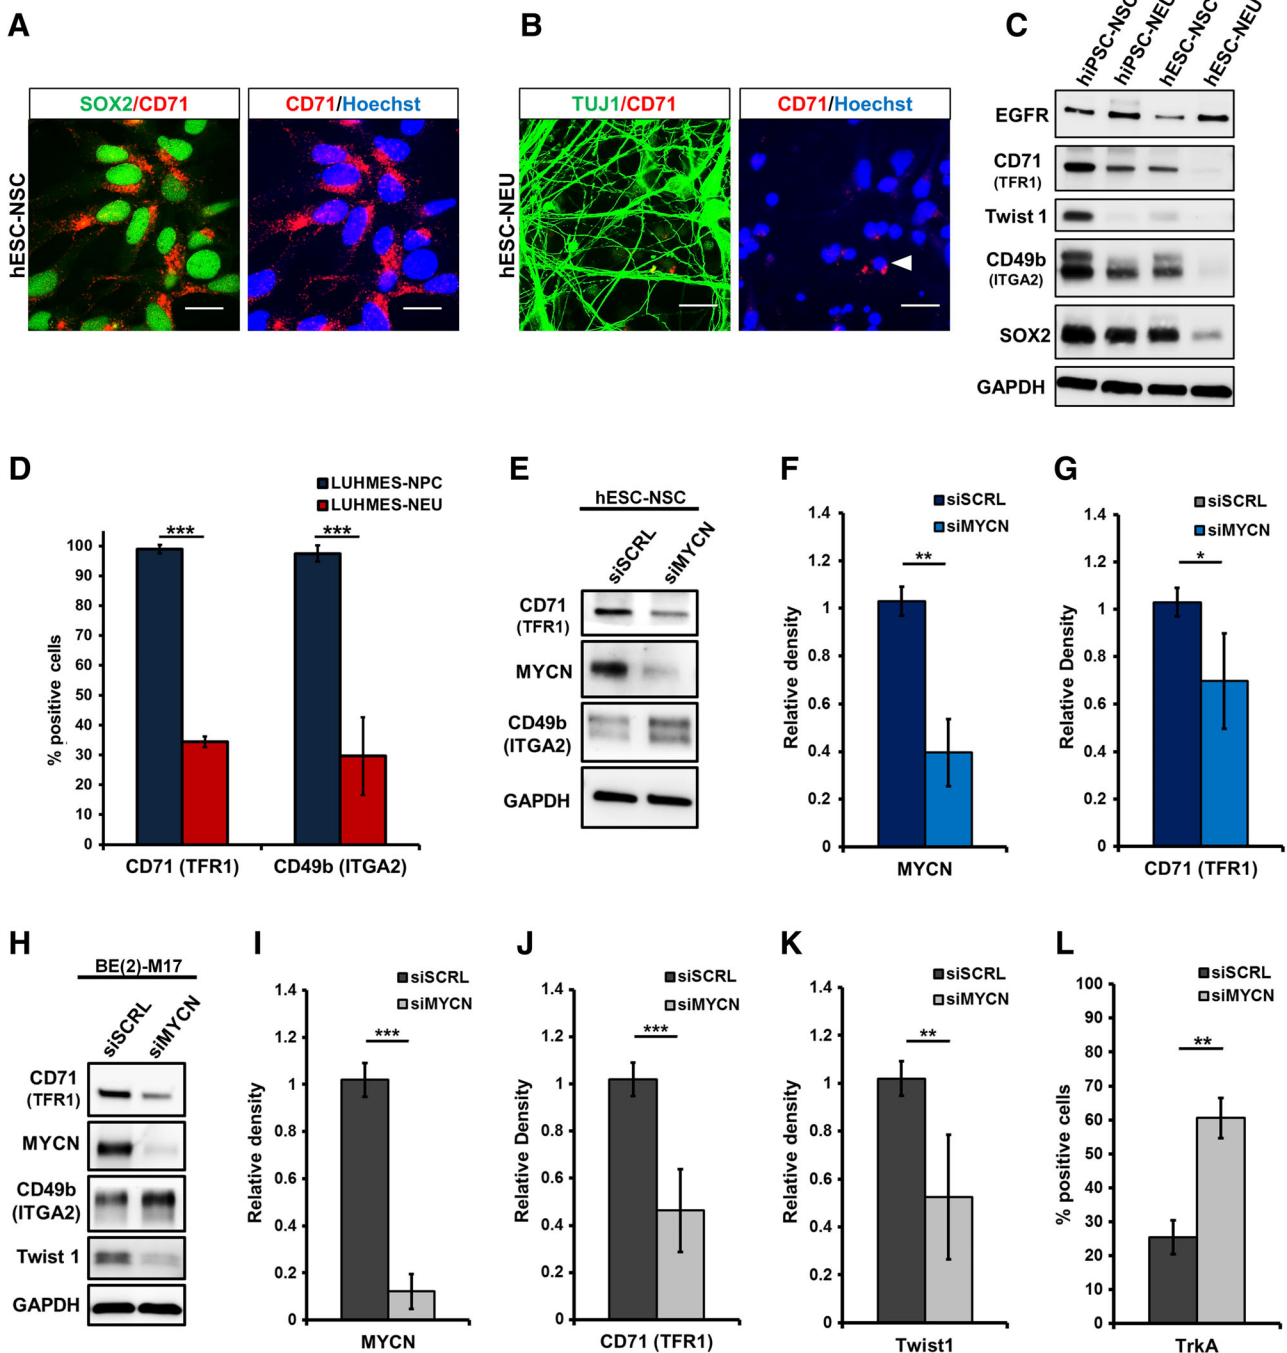 A
SOX2/CD71
CD71/Hoechst
hESC-NSC
B
TUJ1/CD71
CD71/Hoechst
hESC-NEU
C
hiPSC-NSC
hiPSC-NEU
hESC-NSC
hESC-NEU
EGFR
CD71
(TFR1)
Twist 1
CD49b
(ITGA2)
SOX2
GAPDH
D
LUHMES-NPC
LUHMES-NEU
% positive cells
100
90
80
70
60
50
40
30
20
10
0
***
***
CD71 (TFR1)
CD49b (ITGA2)
E
hESC-NSC
siSCRL
siMYCN
CD71
(TFR1)
MYCN
CD49b
(ITGA2)
GAPDH
F
siSCRL
siMYCN
Relative density
1.4
1.2
1
0.8
0.6
0.4
0.2
0
**
MYCN
G
siSCRL
siMYCN
Relative Density
1.4
1.2
1
0.8
0.6
0.4
0.2
0
*
CD71 (TFR1)
H
BE(2)-M17
siSCRL
siMYCN
CD71
(TFR1)
MYCN
CD49b
(ITGA2)
Twist 1
GAPDH
I
siSCRL
siMYCN
Relative density
1.4
1.2
1
0.8
0.6
0.4
0.2
0
***
MYCN
J
siSCRL
siMYCN
Relative Density
1.4
1.2
1
0.8
0.6
0.4
0.2
0
***
CD71 (TFR1)
K
siSCRL
siMYCN
Relative density
1.4
1.2
1
0.8
0.6
0.4
0.2
0
**
Twist1
L
siSCRL
siMYCN
% positive cells
100
90
80
70
60
50
40
30
20
10
0
**
TrkA